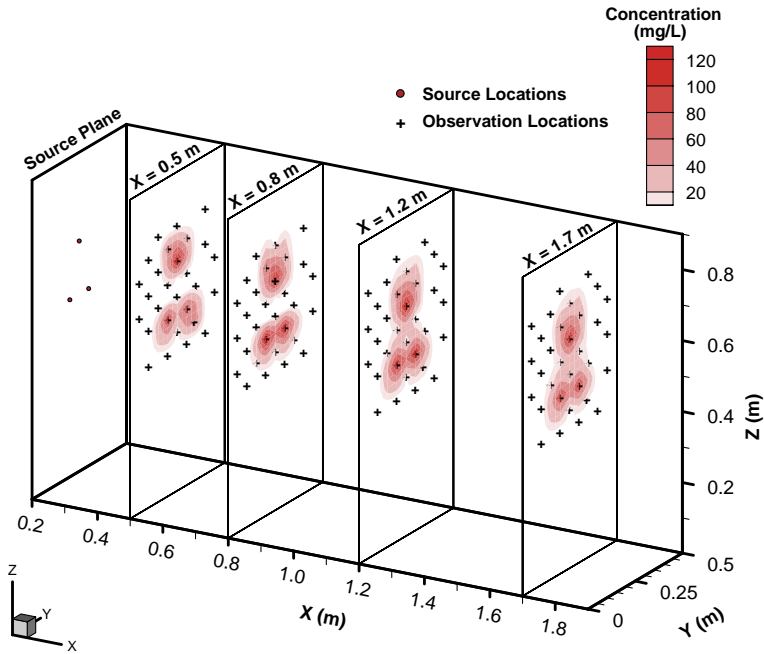 Concentration
(mg/L)
120
100
80
60
40
20
Source Locations
Observation Locations
Source Plane
X = 0.5 m
X = 0.8 m
X = 1.2 m
X = 1.7 m
0.8
0.6
0.4
0.2
Z (m)
0.2
0.4
0.6
0.8
1.0
1.2
1.4
1.6
1.8
X (m)
0
0.25
0.5
Y (m)
Z
Y
X